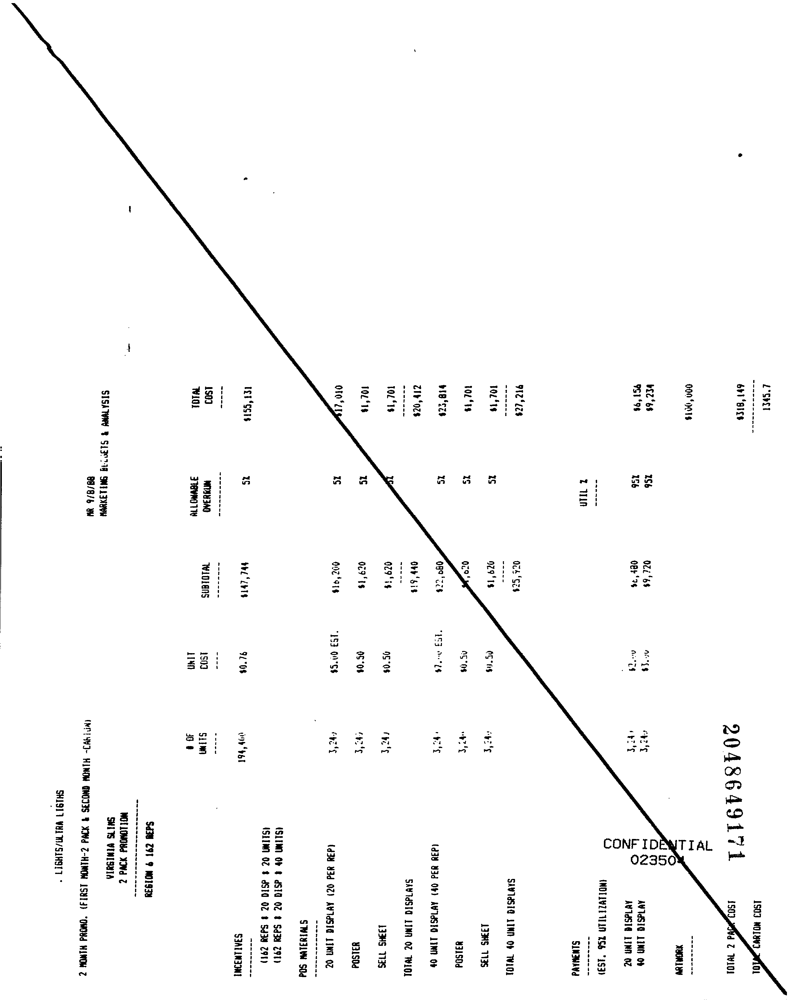 . LIGHTS/ULTRA LIGTHS
MR 9/8/88
2 MONTH PROMO. (FIRST MONTH-2 PACK & SECOND MONTH -CARTON)
MARKETING BUDGETS & ANALYSIS
VIRGINIA SLIMS
2 PACK PROMOTION
REGION 6 162 REPS
# OF UNITS UNIT COST SUBTOTAL ALLOWABLE OVERRUN TOTAL COST
INCENTIVES 194,400 $0.76 $147,744 5% $155,131
(162 REPS * 20 DISP * 20 UNITS)
(162 REPS * 20 DISP * 40 UNITS)
POS MATERIALS
20 UNIT DISPLAY (20 PER REP) 3,240 $5.00 EST. $16,200 5% $17,010
POSTER 3,240 $0.50 $1,620 5% $1,701
SELL SHEET 3,240 $0.50 $1,620 5% $1,701
TOTAL 20 UNIT DISPLAYS $19,440 $20,412
40 UNIT DISPLAY (40 PER REP) 3,240 $7.00 EST. $22,680 5% $23,814
POSTER 3,240 $0.50 $1,620 5% $1,701
SELL SHEET 3,240 $0.50 $1,620 5% $1,701
TOTAL 40 UNIT DISPLAYS $25,920 $27,216
PAYMENTS UTIL %
(EST. 95% UTILIZATION)
20 UNIT DISPLAY 3,240 $2.00 $6,480 95% $6,156
40 UNIT DISPLAY 3,240 $3.00 $9,720 95% $9,234
ARTWORK $100,000
TOTAL 2 PACK COST $318,149
TOTAL CARTON COST 1345.7
CONFIDENTIAL
023504
2048649171